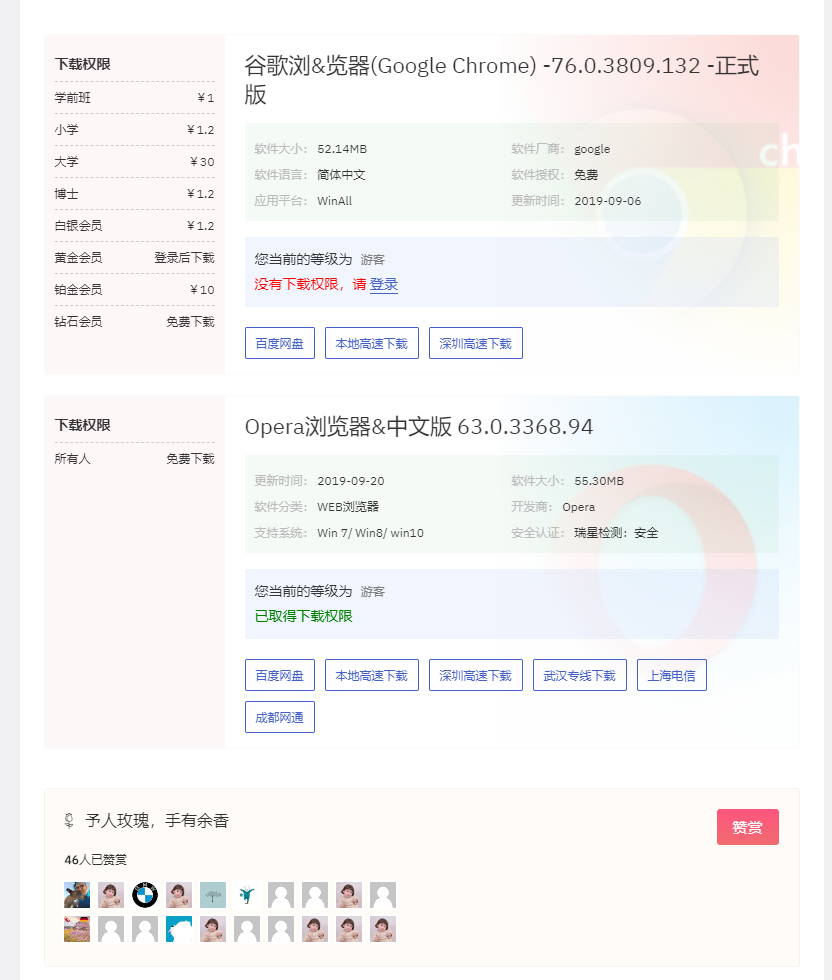 下载权限
学前班 ￥1
小学 ￥1.2
大学 ￥30
博士 ￥1.2
白银会员 ￥1.2
黄金会员 登录后下载
铂金会员 ￥10
钻石会员 免费下载
谷歌浏&览器(Google Chrome) -76.0.3809.132 -正式
版
软件大小： 52.14MB 软件厂商： google
软件语言： 简体中文 软件授权： 免费
应用平台： WinAll 更新时间： 2019-09-06
ch
您当前的等级为 游客
没有下载权限，请 登录
百度网盘 本地高速下载 深圳高速下载
下载权限
所有人 免费下载
Opera浏览器&中文版 63.0.3368.94
更新时间： 2019-09-20 软件大小： 55.30MB
软件分类： WEB浏览器 开发商： Opera
支持系统： Win 7/ Win8/ win10 安全认证： 瑞星检测：安全
您当前的等级为 游客
已取得下载权限
百度网盘 本地高速下载 深圳高速下载 武汉专线下载 上海电信
成都网通
予人玫瑰，手有余香 赞赏
46人已赞赏